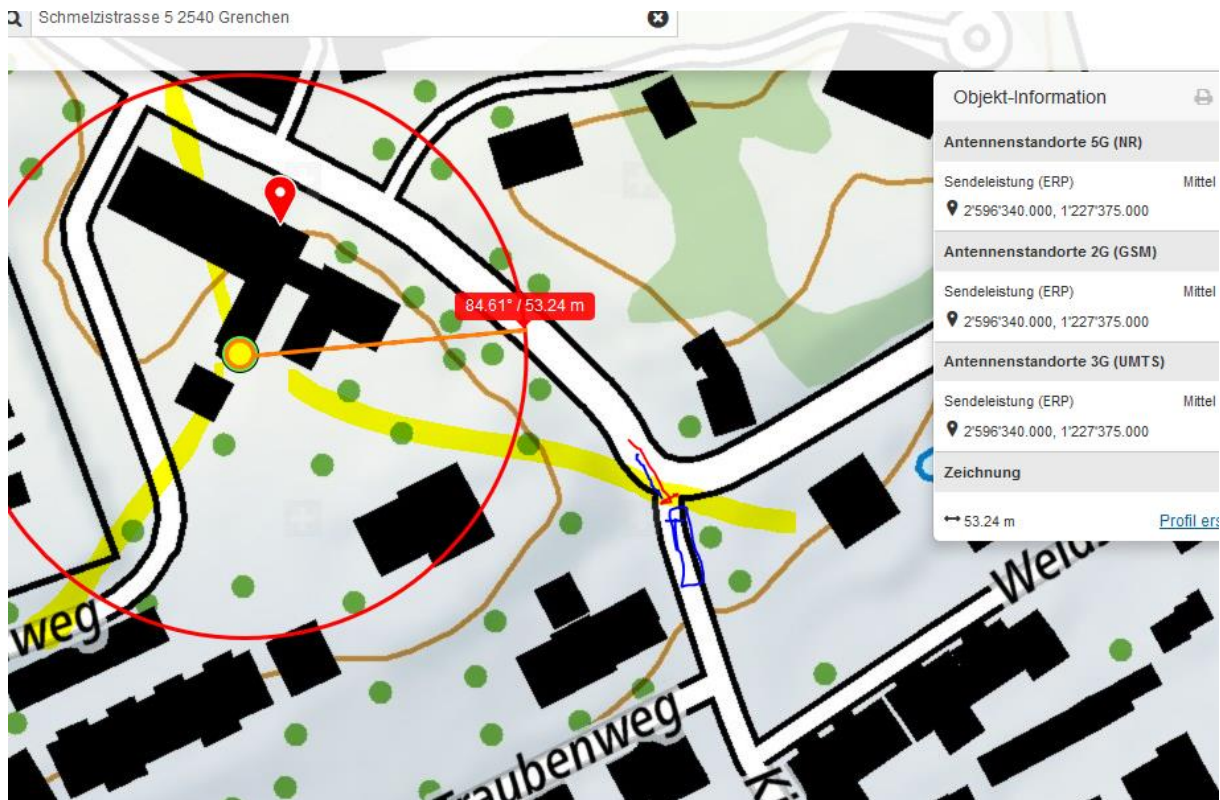 Schmelzistrasse 5 2540 Grenchen
Objekt-Information
Antennenstandorte 5G (NR)
Sendeleistung (ERP) Mittel
2'596'340.000, 1'227'375.000
Antennenstandorte 2G (GSM)
Sendeleistung (ERP) Mittel
2'596'340.000, 1'227'375.000
Antennenstandorte 3G (UMTS)
Sendeleistung (ERP) Mittel
2'596'340.000, 1'227'375.000
Zeichnung
53.24 m Profil ers
84.61° / 53.24 m
weg
Traubenweg